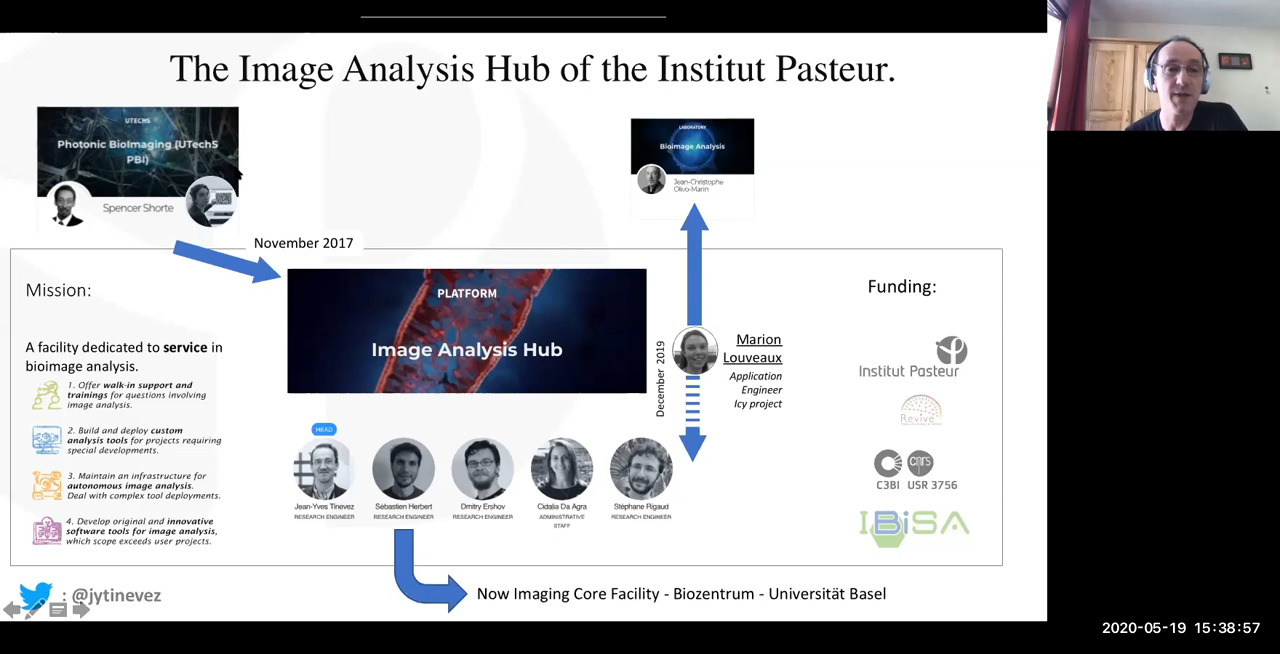 The Image Analysis Hub of the Institut Pasteur.
UTECHS
Photonic BioImaging (UTechS
PBI)
Spencer Shorte
LABORATORY
Bioimage Analysis
Jean-Christophe
Olivo-Marin
November 2017
Mission:
A facility dedicated to service in
bioimage analysis.
1. Offer walk-in support and
trainings for questions involving
image analysis.
2. Build and deploy custom
analysis tools for projects requiring
special developments.
3. Maintain an infrastructure for
autonomous image analysis.
Deal with complex tool deployments.
4. Develop original and innovative
software tools for image analysis,
which scope exceeds user projects.
PLATFORM
Image Analysis Hub
HEAD
Jean-Yves Tinevez
RESEARCH ENGINEER
Sébastien Herbert
RESEARCH ENGINEER
Dmitry Ershov
RESEARCH ENGINEER
Cidalia Da Agra
ADMINISTRATIVE
STAFF
Stéphane Rigaud
RESEARCH ENGINEER
December 2019
Marion
Louveaux
Application
Engineer
Icy project
Funding:
Institut Pasteur
Revive
cnrs
C3BI USR 3756
IBiSA
: @jytinevez
Now Imaging Core Facility - Biozentrum - Universität Basel
2020-05-19 15:38:57